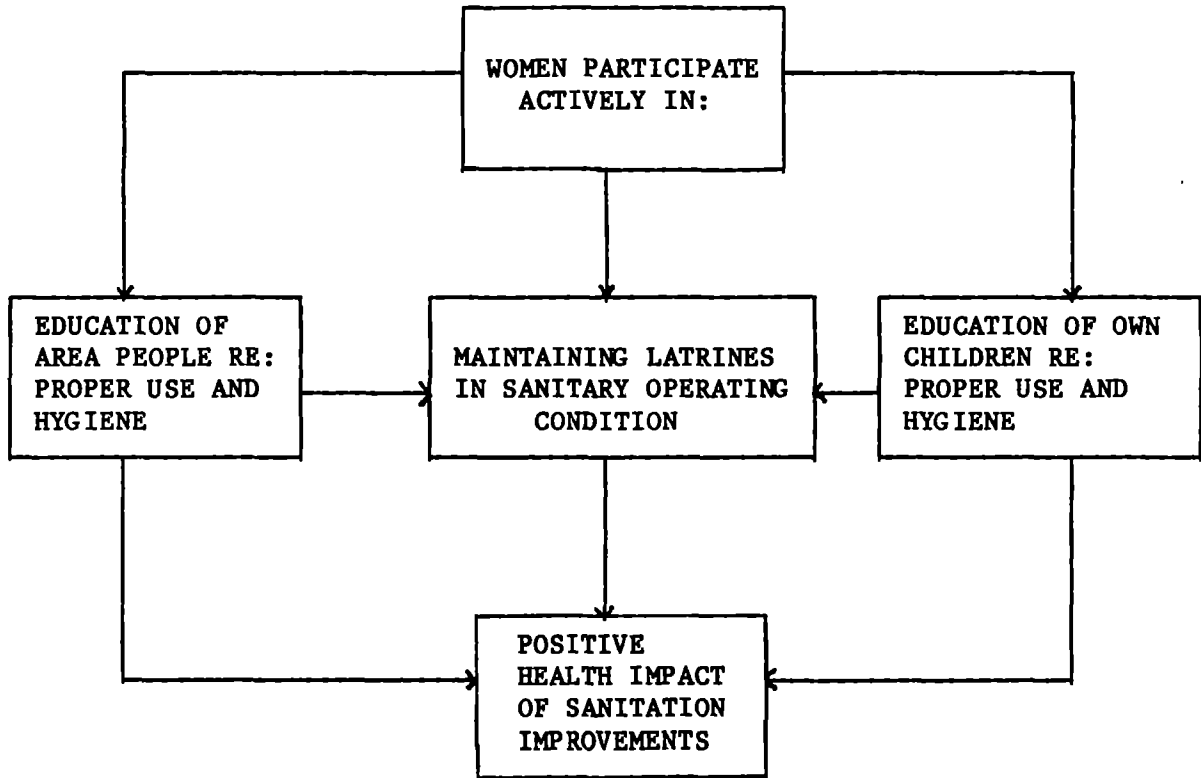 WOMEN PARTICIPATE
ACTIVELY IN:
EDUCATION OF
AREA PEOPLE RE:
PROPER USE AND
HYGIENE
MAINTAINING LATRINES
IN SANITARY OPERATING
CONDITION
EDUCATION OF OWN
CHILDREN RE:
PROPER USE AND
HYGIENE
POSITIVE
HEALTH IMPACT
OF SANITATION
IMPROVEMENTS